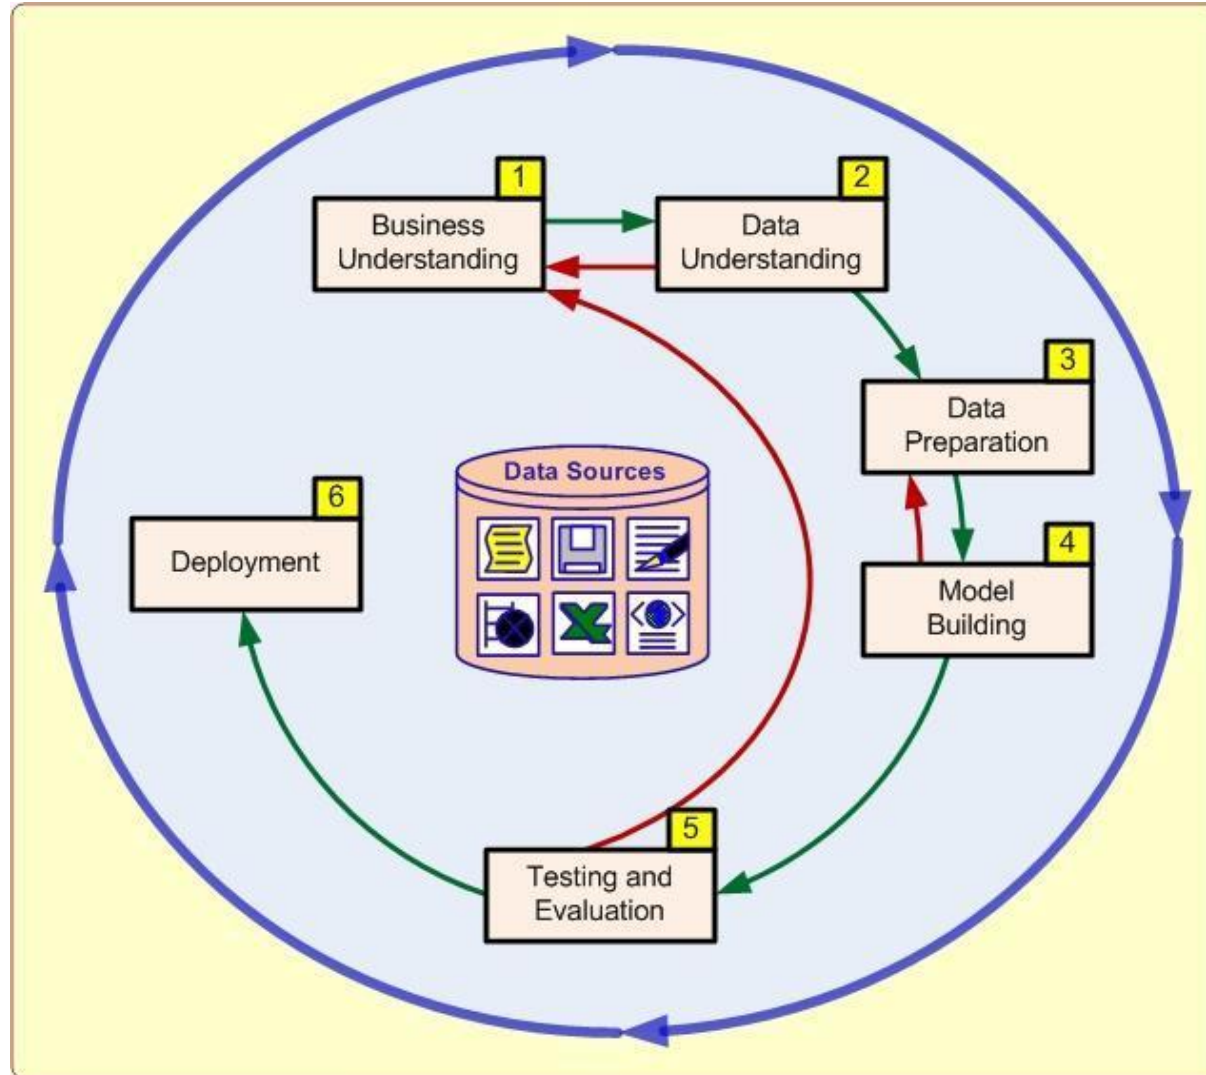 1
Business
Understanding
2
Data
Understanding
3
Data
Preparation
4
Model
Building
5
Testing and
Evaluation
6
Deployment
Data Sources